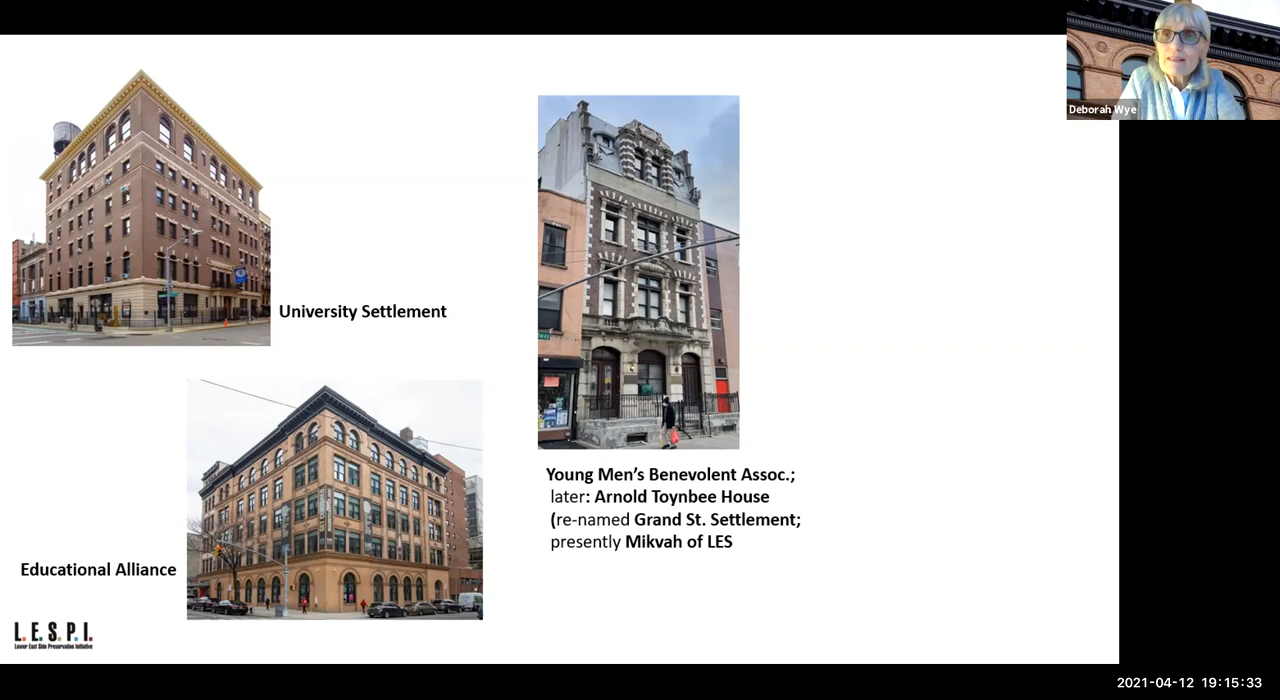 Deborah Wye
University Settlement
Young Men's Benevolent Assoc.;
later: Arnold Toynbee House
(re-named Grand St. Settlement;
presently Mikvah of LES
Educational Alliance
L.E.S.P.I.
Lower East Side Preservation Initiative
2021-04-12 19:15:33